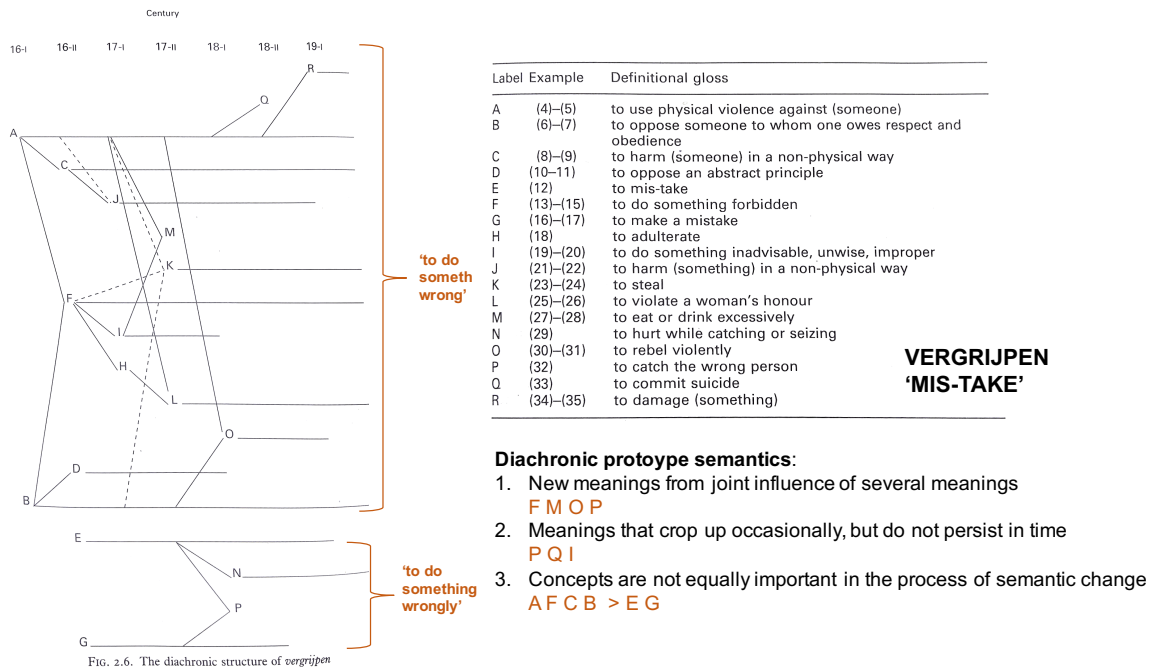 Century
16-I 16-II 17-I 17-II 18-I 18-II 19-I
R
Q
A
C
J
M
K
F
I
H
L
O
D
B
E
N
P
G
'to do
someth
wrong'
'to do
something
wrongly'
FIG. 2.6. The diachronic structure of vergrijpen
Label Example Definitional gloss
A (4)–(5) to use physical violence against (someone)
B (6)–(7) to oppose someone to whom one owes respect and
obedience
C (8)–(9) to harm (someone) in a non-physical way
D (10–11) to oppose an abstract principle
E (12) to mis-take
F (13)–(15) to do something forbidden
G (16)–(17) to make a mistake
H (18) to adulterate
I (19)–(20) to do something inadvisable, unwise, improper
J (21)–(22) to harm (something) in a non-physical way
K (23)–(24) to steal
L (25)–(26) to violate a woman's honour
M (27)–(28) to eat or drink excessively
N (29) to hurt while catching or seizing
O (30)–(31) to rebel violently
P (32) to catch the wrong person
Q (33) to commit suicide
R (34)–(35) to damage (something)
VERGRIJPEN
'MIS-TAKE'
Diachronic protoype semantics:
1. New meanings from joint influence of several meanings
F M O P
2. Meanings that crop up occasionally, but do not persist in time
P Q I
3. Concepts are not equally important in the process of semantic change
A F C B > E G